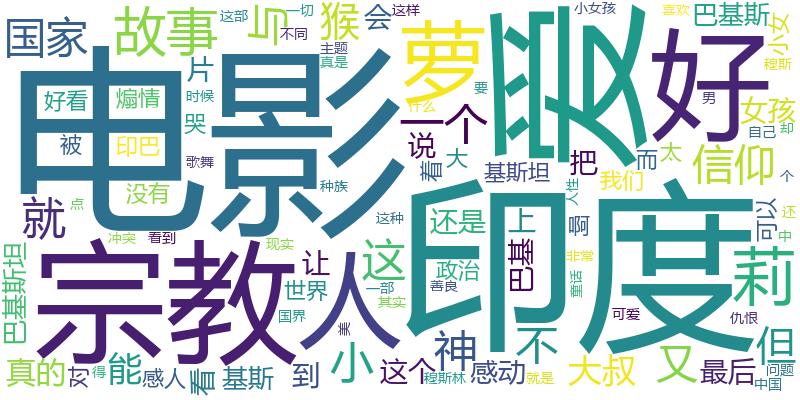 国家
故事
这部
与
一切
猴
会
这样
小女孩
喜欢
巴基斯
小女
不同
主题
真是
穆斯
片
萝
爱
好
电影
好看
煽情
时候
哭
什么
要
男
女孩
一个
自己
却
被
印巴
说
着
大
基斯坦
把
而
太
信仰
歌舞
没有
种族
我们
人性
个
就
点
冲突
看到
这种
还是
上
啊
可以
还
中
印度
宗教
现实
让
人
这
政治
巴基
非常
莉
巴基斯坦
世界
一部
善良
童话
其实
国界
美
可爱
仇恨
神
不
但
真的
对
得
能
感人
看
基斯
到
小
这个
穆斯林
感动
就是
大叔
又
最后
问题
中国